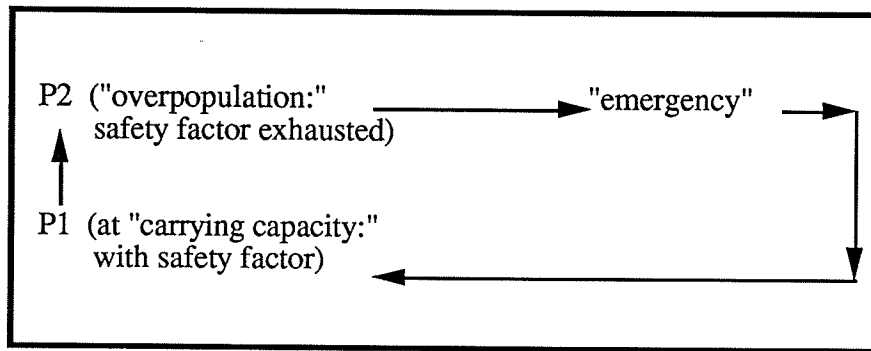 P2 ("overpopulation:" "emergency"
safety factor exhausted)
P1 (at "carrying capacity:"
with safety factor)